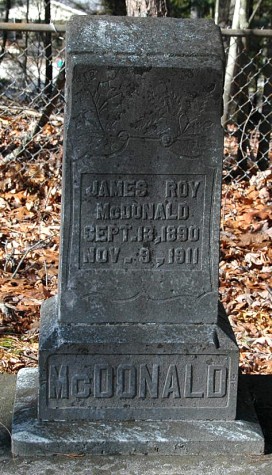 JAMES ROY
McDONALD
SEPT. 13, 1890
NOV. 9, 1911
McDONALD